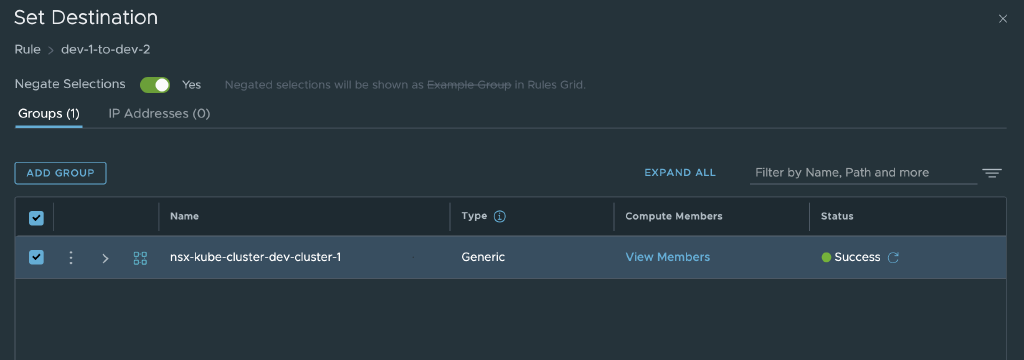 Set Destination
Rule > dev-1-to-dev-2
Negate Selections Yes Negated selections will be shown as Example Group in Rules Grid.
Groups (1) IP Addresses (0)
ADD GROUP EXPAND ALL Filter by Name, Path and more
Name Type Compute Members Status
nsx-kube-cluster-dev-cluster-1 Generic View Members Success